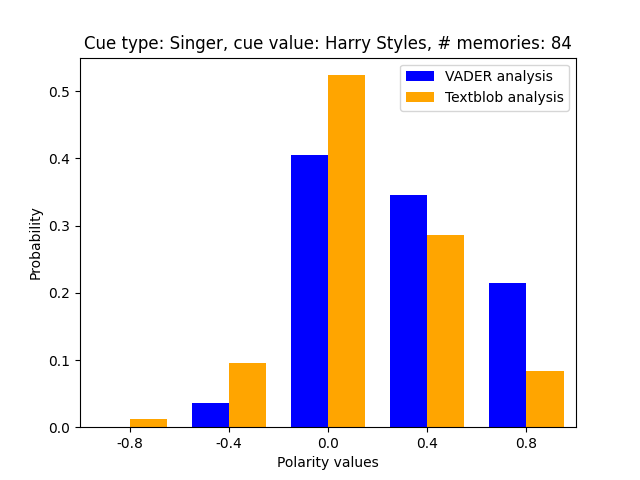 Cue type: Singer, cue value: Harry Styles, # memories: 84
VADER analysis
Textblob analysis
0.5
0.4
0.3
0.2
0.1
0.0
Probability
-0.8 -0.4 0.0 0.4 0.8
Polarity values